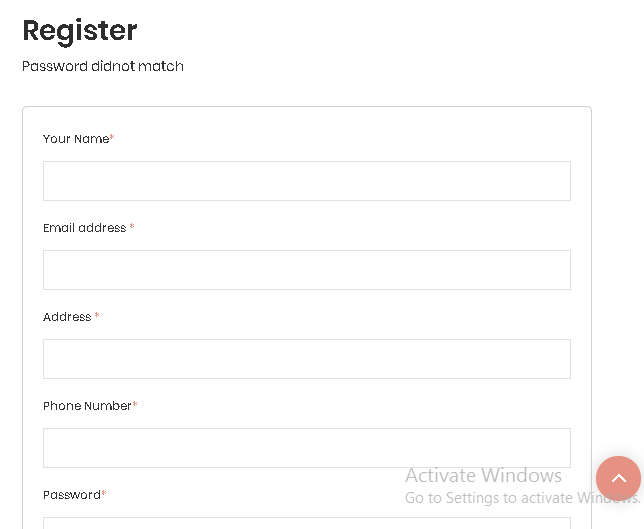 Register
Password didnot match
Your Name*
Email address *
Address *
Phone Number*
Password*
Activate Windows
Go to Settings to activate Windows.